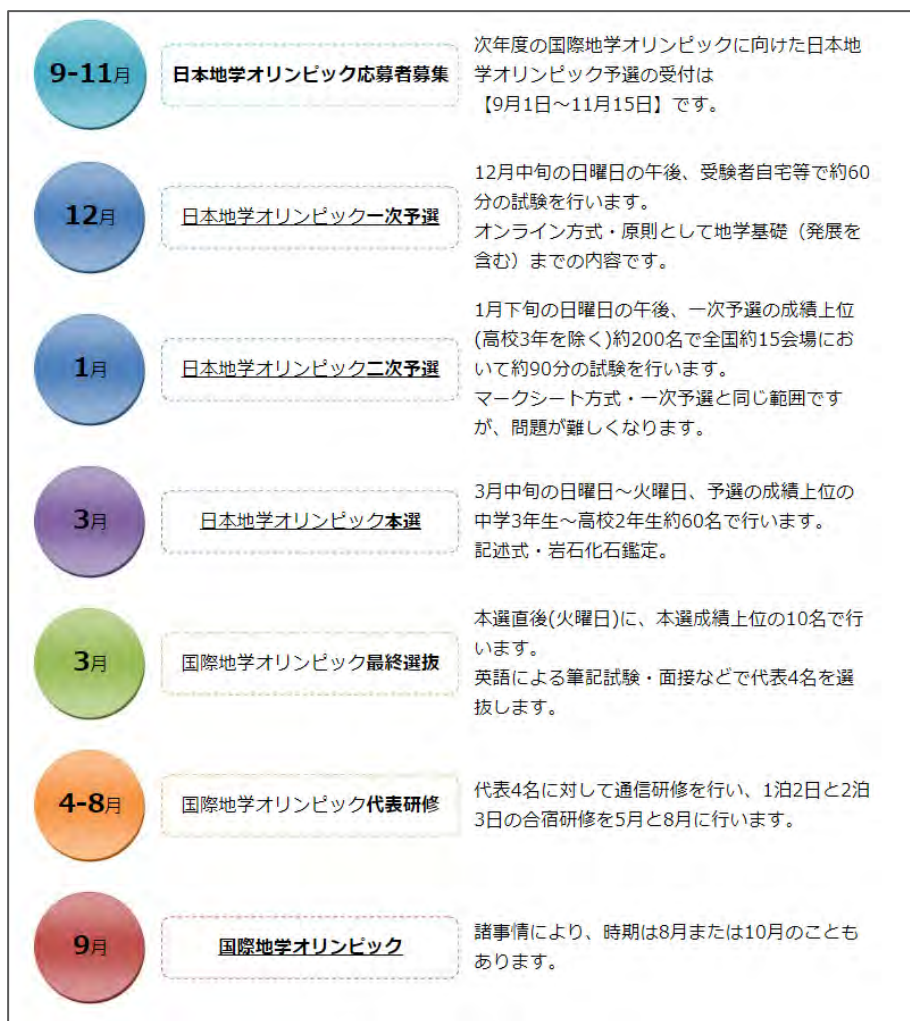 9-11月
日本地学オリンピック応募者募集
次年度の国際地学オリンピックに向けた日本地
学オリンピック予選の受付は
【9月1日～11月15日】です。
12月
日本地学オリンピック一次予選
12月中旬の日曜日の午後、受験者自宅等で約60
分の試験を行います。
オンライン方式・原則として地学基礎（発展を
含む）までの内容です。
1月
日本地学オリンピック二次予選
1月下旬の日曜日の午後、一次予選の成績上位
(高校3年を除く)約200名で全国約15会場にお
いて約90分の試験を行います。
マークシート方式・一次予選と同じ範囲です
が、問題が難しくなります。
3月
日本地学オリンピック本選
3月中旬の日曜日～火曜日、予選の成績上位の
中学3年生～高校2年生約60名で行います。
記述式・岩石化石鑑定。
3月
国際地学オリンピック最終選抜
本選直後(火曜日)に、本選成績上位の10名で行
います。
英語による筆記試験・面接などで代表4名を選
抜します。
4-8月
国際地学オリンピック代表研修
代表4名に対して通信研修を行い、1泊2日と2泊
3日の合宿研修を5月と8月に行います。
9月
国際地学オリンピック
諸事情により、時期は8月または10月のことも
あります。